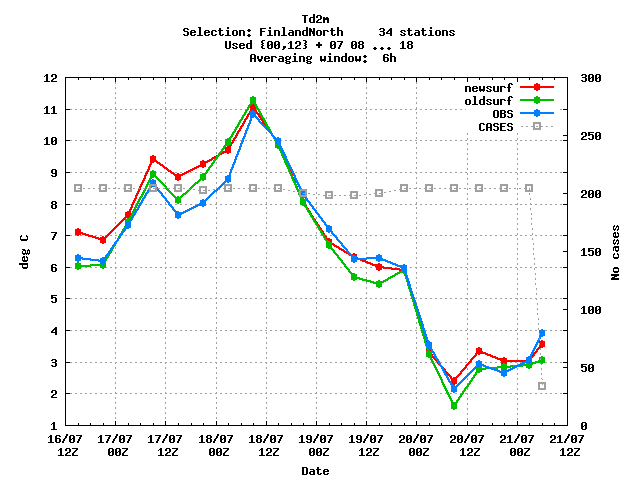 Td2m
Selection: FinlandNorth 34 stations
Used {00,12} + 07 08 ... 18
Averaging window: 6h
newsurf
oldsurf
OBS
CASES
12
11
10
9
8
7
6
5
4
3
2
1
deg C
300
250
200
150
100
50
0
No cases
16/07 17/07 17/07 18/07 18/07 19/07 19/07 20/07 20/07 21/07 21/07
12Z 00Z 12Z 00Z 12Z 00Z 12Z 00Z 12Z 00Z 12Z
Date